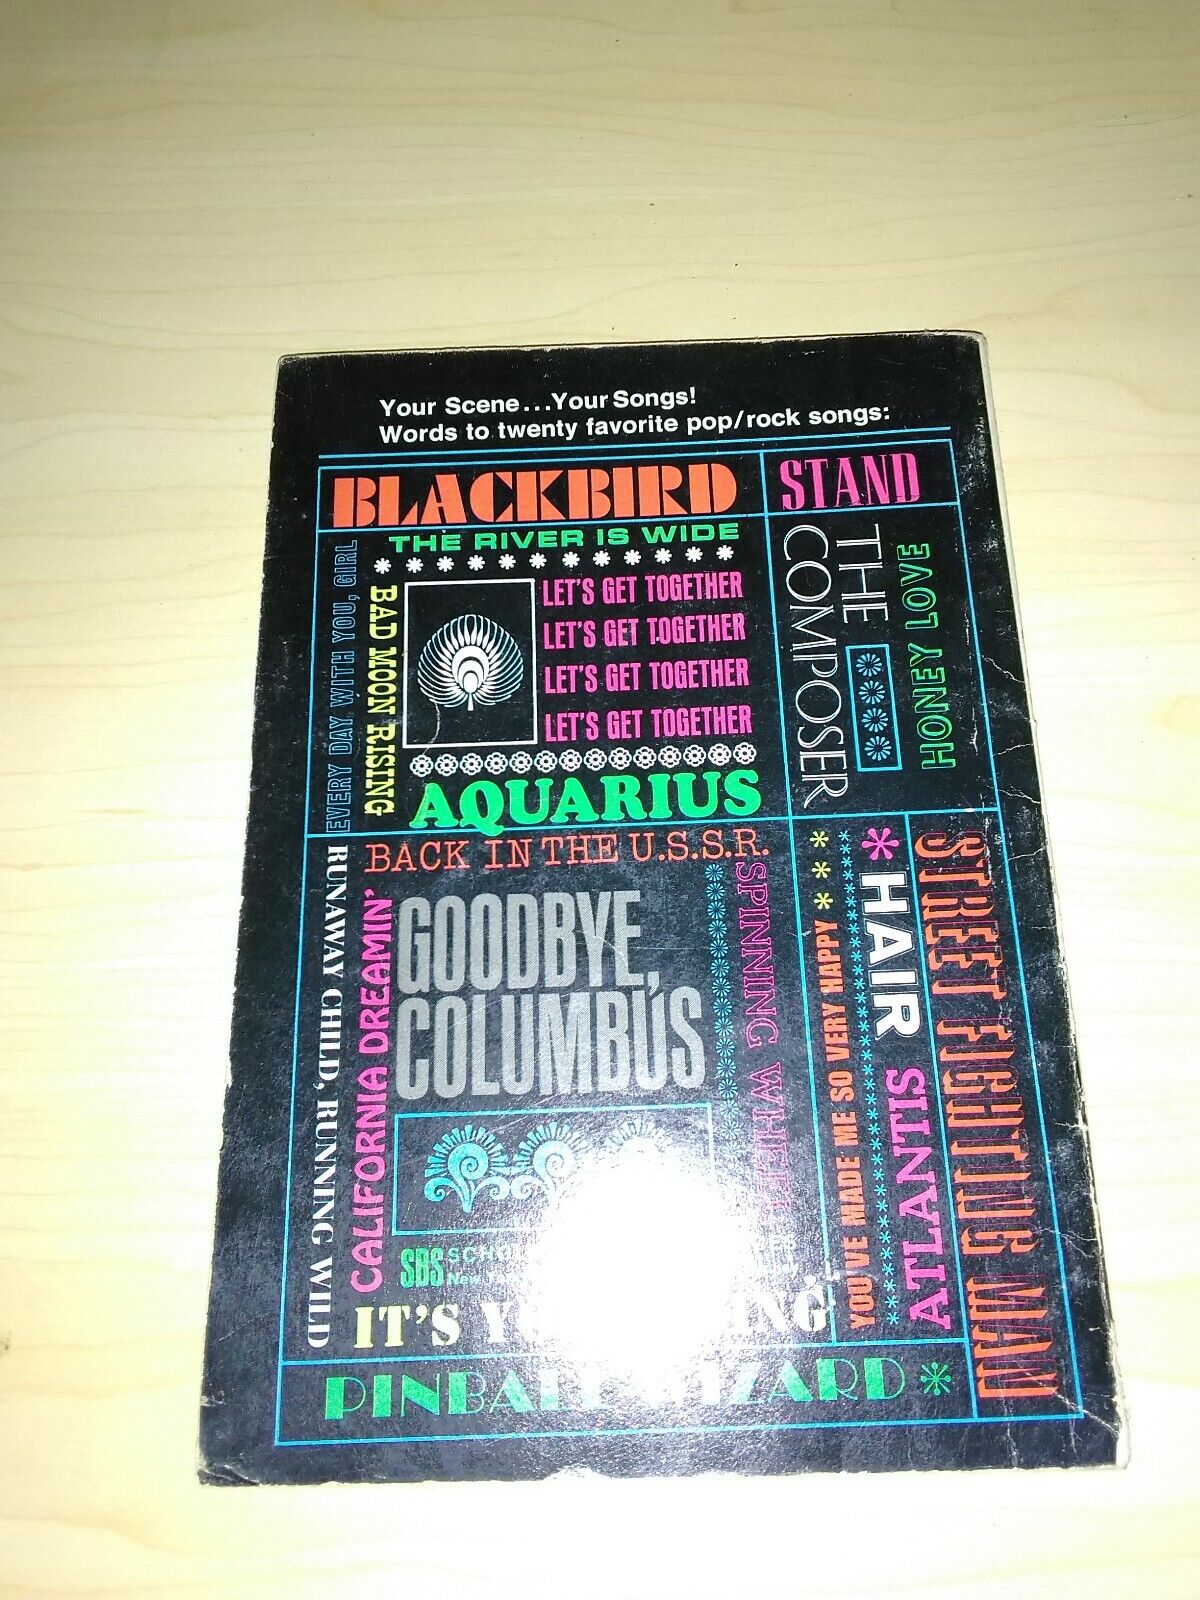 Your Scene...Your Songs!
Words to twenty favorite pop/rock songs:
BLACKBIRD
STAND
THE RIVER IS WIDE
EVERY DAY WITH YOU, GIRL
BAD MOON RISING
LET'S GET TOGETHER
LET'S GET TOGETHER
LET'S GET TOGETHER
LET'S GET TOGETHER
AQUARIUS
THE
COMPOSER
HONEY LOVE
BACK IN THE U.S.S.R.
RUNAWAY CHILD, RUNNING WILD
CALIFORNIA DREAMIN'
GOODBYE,
COLUMBUS
SPINNING WHEEL
YOU'VE MADE ME SO VERY HAPPY
HAIR
ATLANTIS
STREET FIGHTING MAN
SBS
New York
IT'S
PINBALL WIZARD